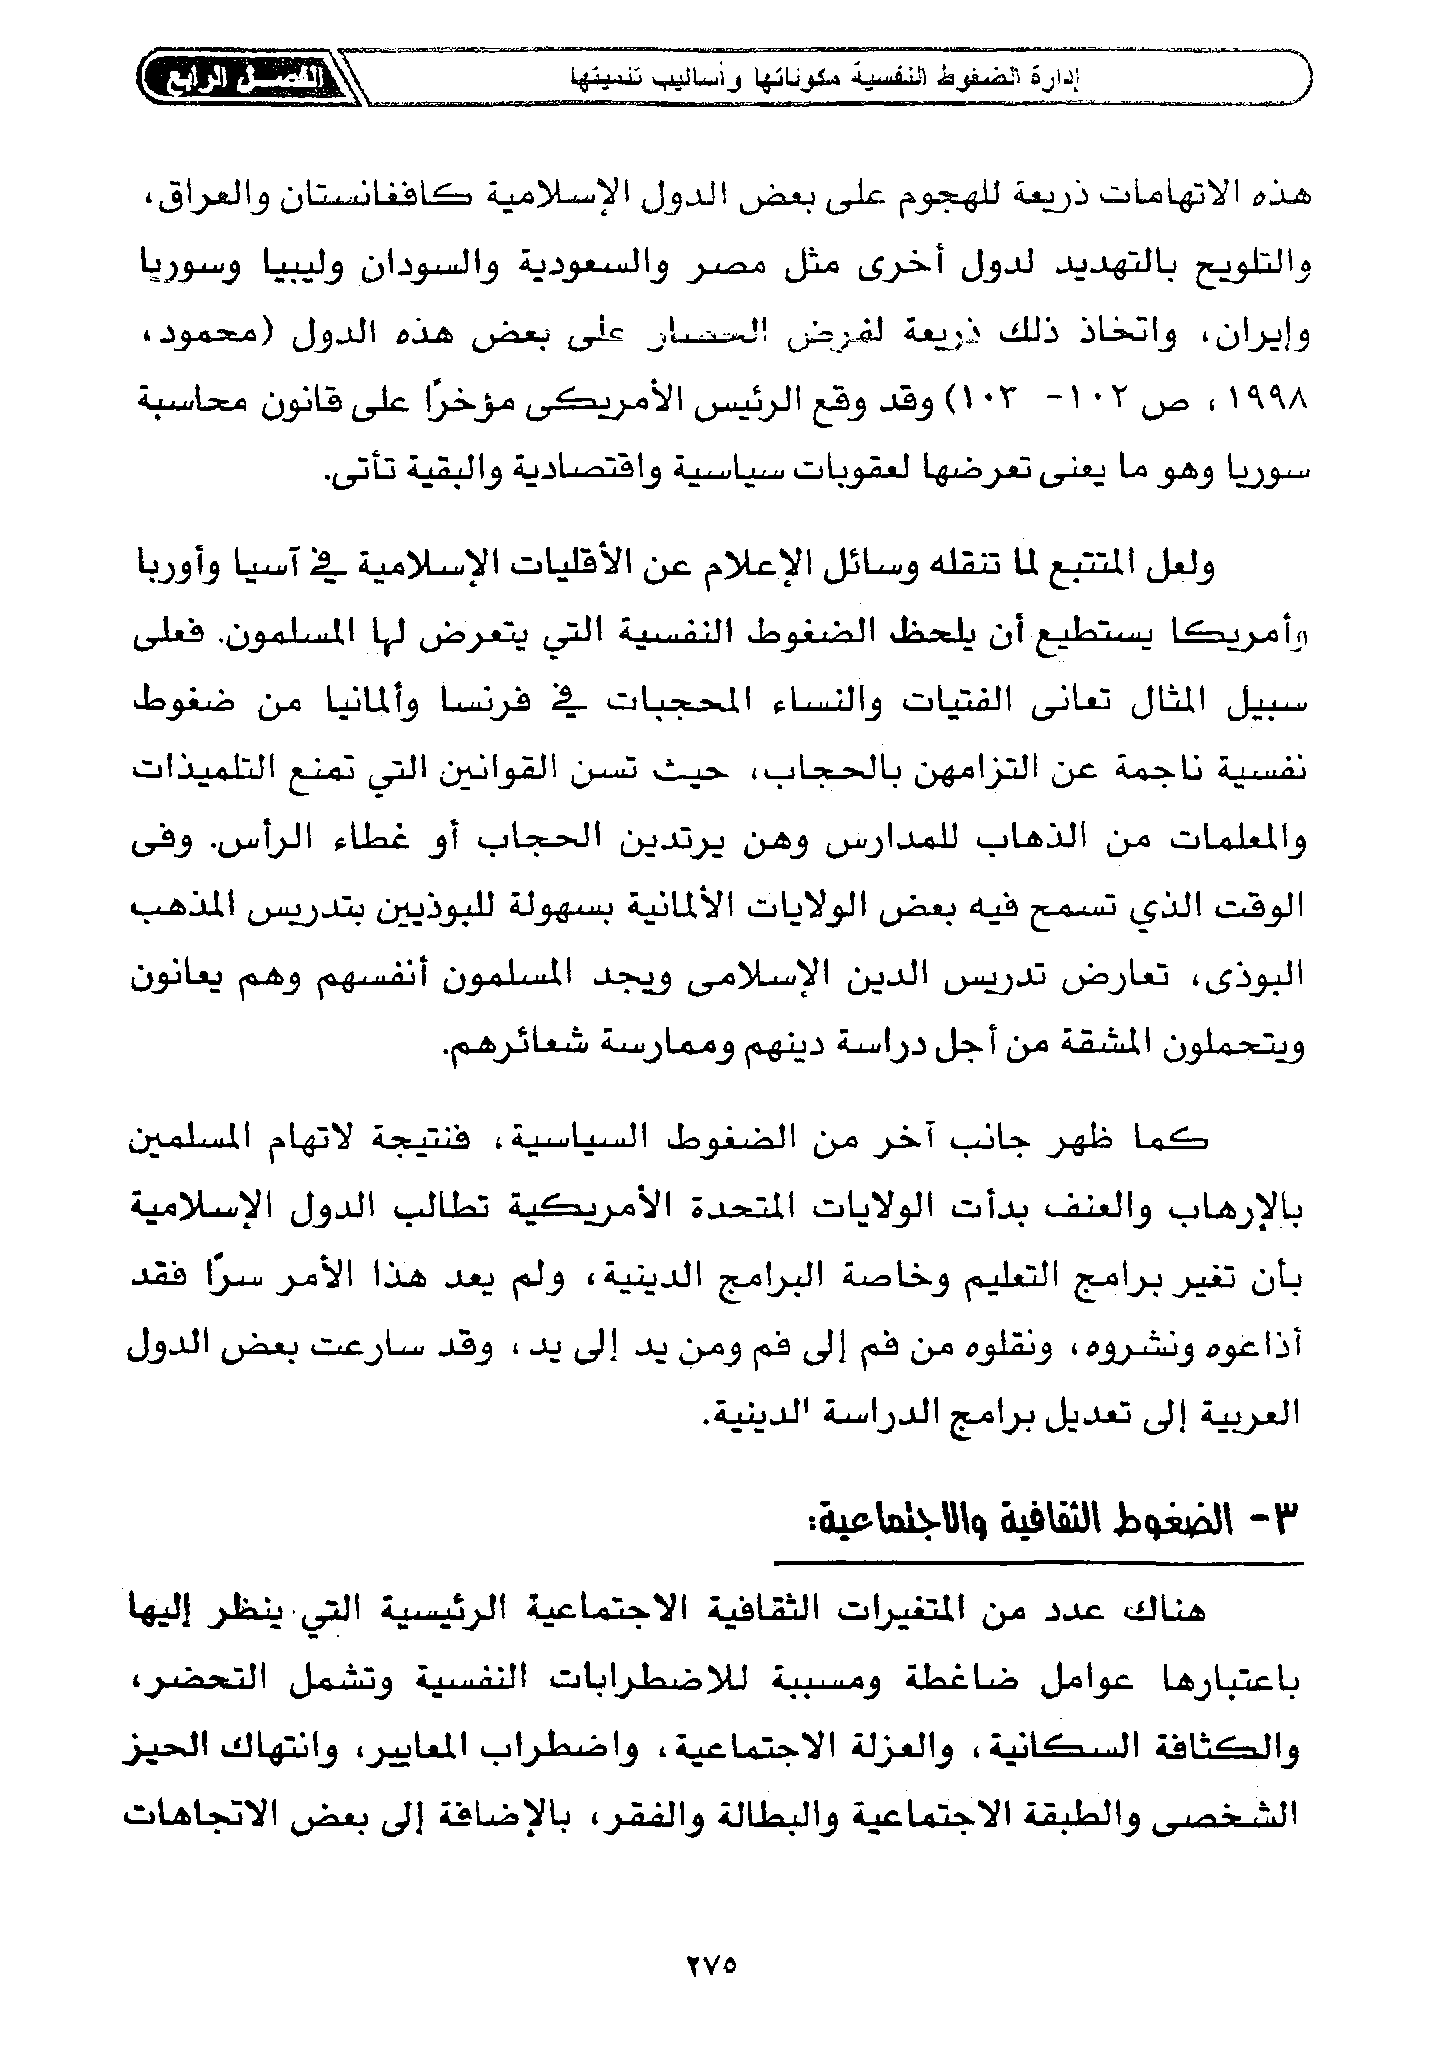 إدارة الضغوط النفسية مكوناتها وأساليب تنميتها
الفصل الرابع
هذه الاتهامات ذريعة للهجوم على بعض الدول الإسلامية كاففانستان والعراق،
والتلويح بالتهديد لدول أخرى مثل مصر والسعودية والسودان وليبيا وسوريا
وإيران، واتخاذ ذلك ذريعة لفرض الحصار على بعض هذه الدول (محمود،
١٩٩٨، ص ١٠٢- ١٠٣) وقد وقع الرئيس الأمريكى مؤخرًا على قانون محاسبة
سوريا وهو ما يعنى تعرضها لعقوبات سياسية واقتصادية والبقية تأتى.
ولعل المتتبع لما تنقله وسائل الإعلام عن الأقليات الإسلامية في آسيا وأوربا
وأمريكا يستطيع أن يلحظ الضغوط النفسية التي يتعرض لها المسلمون. فعلى
سبيل المثال تعانى الفتيات والنساء المحجبات في فرنسا وألمانيا من ضغوط
نفسية ناجمة عن التزامهن بالحجاب، حيث تسن القوانين التي تمنع التلميذات
والمعلمات من الذهاب للمدارس وهن يرتدين الحجاب أو غطاء الرأس. وفى
الوقت الذي تسمح فيه بعض الولايات الألمانية بسهولة للبوذيين بتدريس المذهب
البوذى، تعارض تدريس الدين الإسلامى ويجد المسلمون أنفسهم وهم يعانون
ويتحملون المشقة من أجل دراسة دينهم وممارسة شعائرهم.
كما ظهر جانب آخر من الضغوط السياسية، فنتيجة لاتهام المسلمين
بالإرهاب والعنف بدأت الولايات المتحدة الأمريكية تطالب الدول الإسلامية
بأن تغير برامج التعليم وخاصة البرامج الدينية، ولم يعد هذا الأمر سرًا فقد
أذاعوه ونشروه، ونقلوه من فم إلى فم ومن يد إلى يد، وقد سارعت بعض الدول
العربية إلى تعديل برامج الدراسة الدينية.
٣- الضغوط الثقافية والاجتماعية:
هناك عدد من المتغيرات الثقافية الاجتماعية الرئيسية التي ينظر إليها
باعتبارها عوامل ضاغطة ومسببة للاضطرابات النفسية وتشمل التحضر،
والكثافة السكانية، والعزلة الاجتماعية، واضطراب المعايير، وانتهاك الحيز
الشخصى والطبقة الاجتماعية والبطالة والفقر، بالإضافة إلى بعض الاتجاهات
٢٧٥